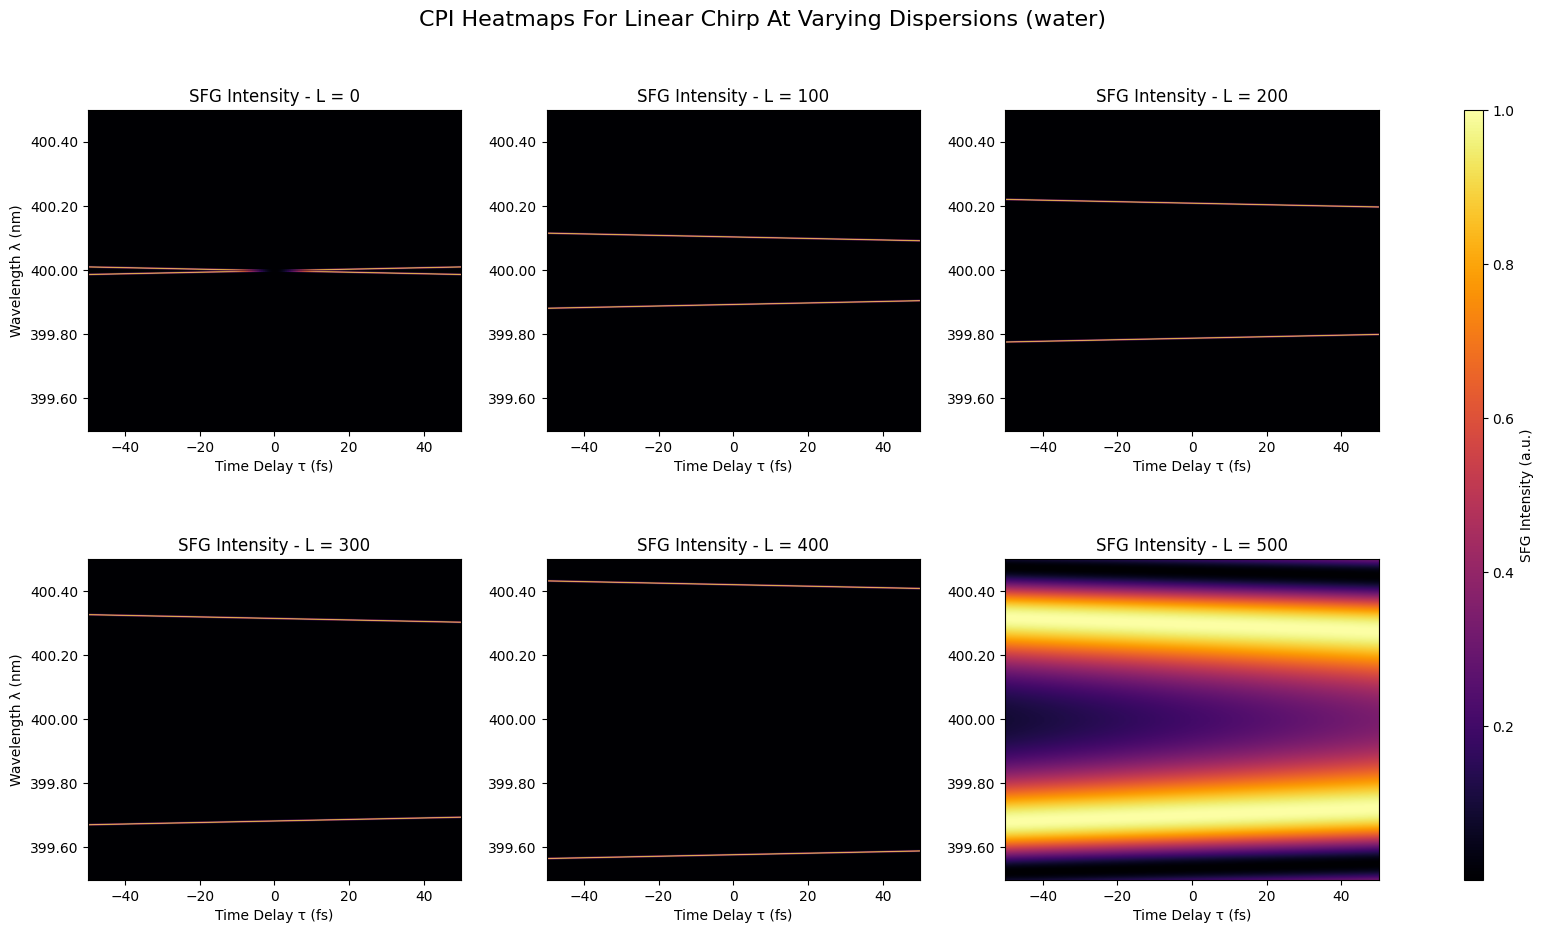 CPI Heatmaps For Linear Chirp At Varying Dispersions (water)
SFG Intensity - L = 0
Wavelength λ (nm)
400.40
400.20
400.00
399.80
399.60
−40 −20 0 20 40
Time Delay τ (fs)
SFG Intensity - L = 100
400.40
400.20
400.00
399.80
399.60
−40 −20 0 20 40
Time Delay τ (fs)
SFG Intensity - L = 200
400.40
400.20
400.00
399.80
399.60
−40 −20 0 20 40
Time Delay τ (fs)
SFG Intensity - L = 300
Wavelength λ (nm)
400.40
400.20
400.00
399.80
399.60
−40 −20 0 20 40
Time Delay τ (fs)
SFG Intensity - L = 400
400.40
400.20
400.00
399.80
399.60
−40 −20 0 20 40
Time Delay τ (fs)
SFG Intensity - L = 500
400.40
400.20
400.00
399.80
399.60
−40 −20 0 20 40
Time Delay τ (fs)
1.0
0.8
0.6
0.4
0.2
SFG Intensity (a.u.)